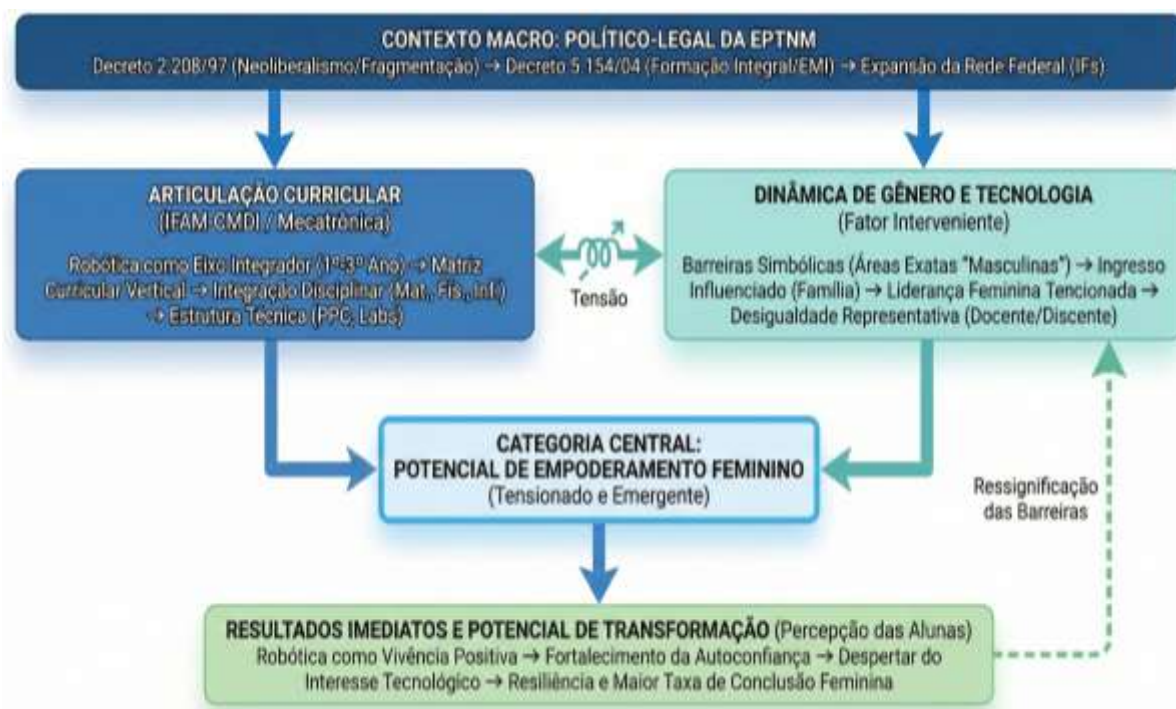 CONTEXTO MACRO: POLÍTICO-LEGAL DA EPTNM
Decreto 2.208/97 (Neoliberalismo/Fragmentação) → Decreto 5.154/04 (Formação Integral/EMI) → Expansão da Rede Federal (IFs)
ARTICULAÇÃO CURRICULAR
(IFAM-CMDI / Mecatrônica)
Robótica como Eixo Integrador (1º-3º Ano) → Matriz
Curricular Vertical → Integração Disciplinar (Mat., Fis., Inf.)
→ Estrutura Técnica (PPC, Labs)
Tensão
DINÂMICA DE GÊNERO E TECNOLOGIA
(Fator Interveniente)
Barreiras Simbólicas (Áreas Exatas "Masculinas") → Ingresso
Influenciado (Família) → Liderança Feminina Tencionada →
Desigualdade Representativa (Docente/Discente)
CATEGORIA CENTRAL:
POTENCIAL DE EMPODERAMENTO FEMININO
(Tensionado e Emergente)
Ressignificação
das Barreiras
RESULTADOS IMEDIATOS E POTENCIAL DE TRANSFORMAÇÃO (Percepção das Alunas)
Robótica como Vivência Positiva → Fortalecimento da Autoconfiança → Despertar do
Interesse Tecnológico → Resiliência e Maior Taxa de Conclusão Feminina